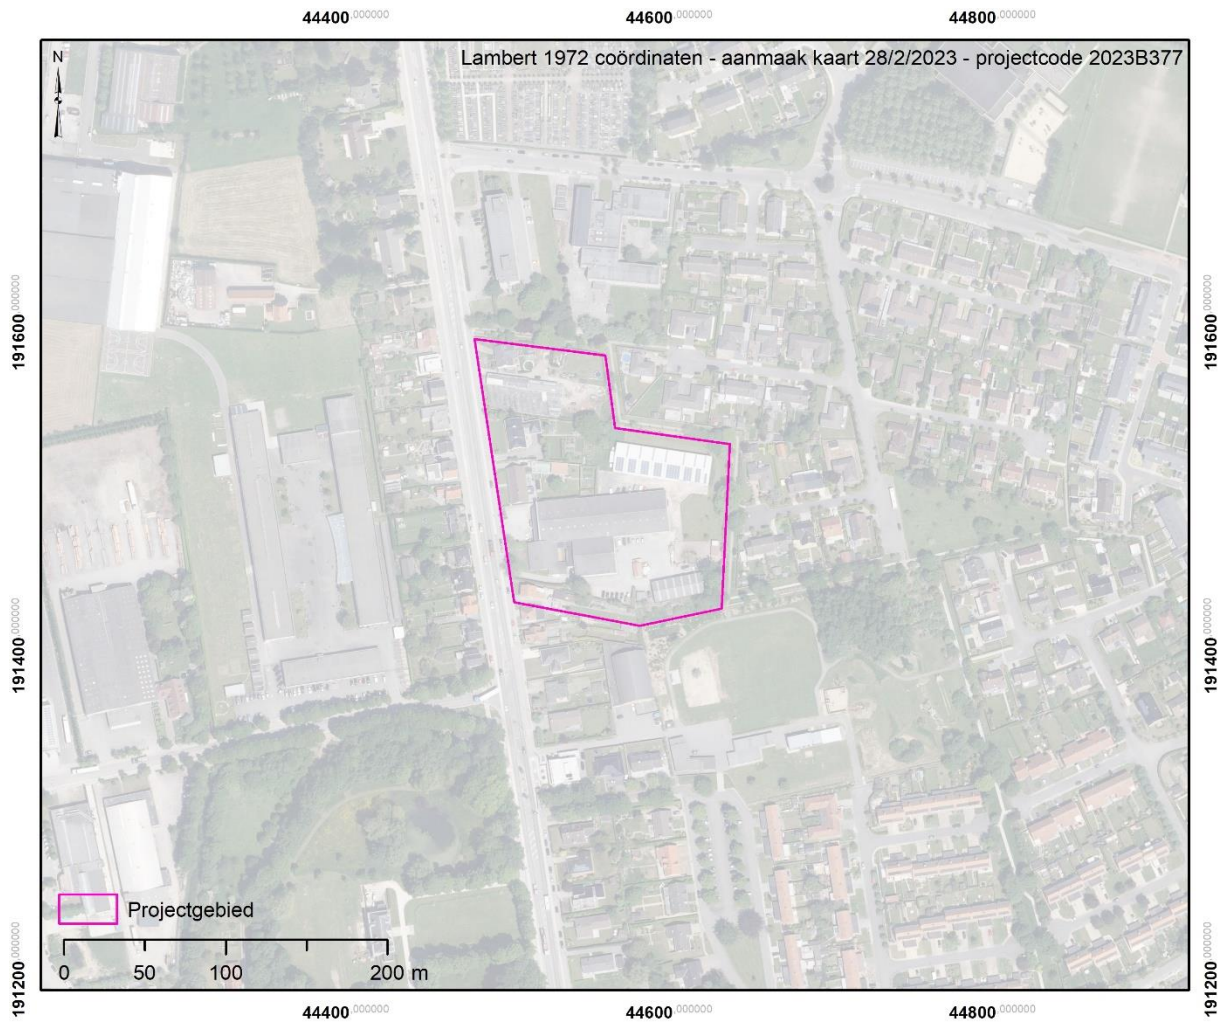 44400,000000 44600,000000 44800,000000
N
Lambert 1972 coördinaten - aanmaak kaart 28/2/2023 - projectcode 2023B377
191600,000000 191600,000000
191400,000000 191400,000000
191200,000000 191200,000000
Projectgebied
0 50 100 200 m
44400,000000 44600,000000 44800,000000